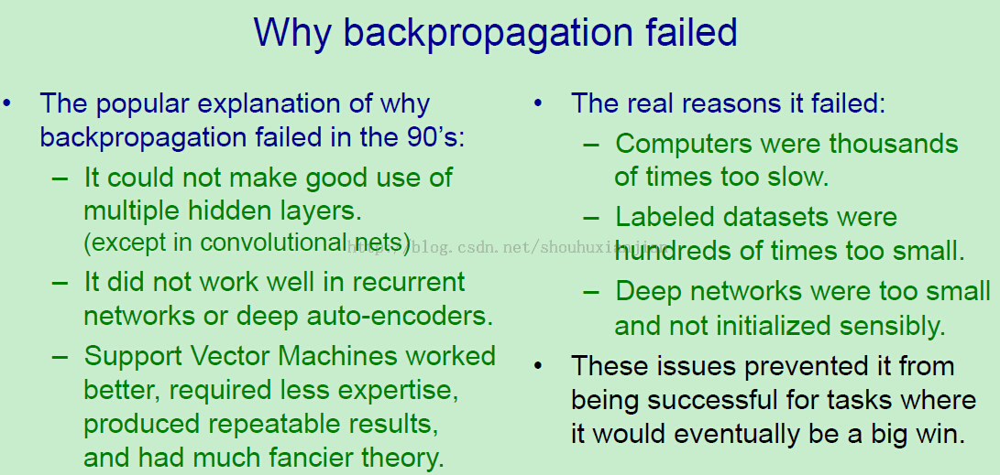 Why backpropagation failed
• The popular explanation of why
backpropagation failed in the 90's:
– It could not make good use of
multiple hidden layers.
(except in convolutional nets)
– It did not work well in recurrent
networks or deep auto-encoders.
– Support Vector Machines worked
better, required less expertise,
produced repeatable results,
and had much fancier theory.
• The real reasons it failed:
– Computers were thousands
of times too slow.
– Labeled datasets were
hundreds of times too small.
– Deep networks were too small
and not initialized sensibly.
• These issues prevented it from
being successful for tasks where
it would eventually be a big win.
http://blog.csdn.net/shouhuxianjian